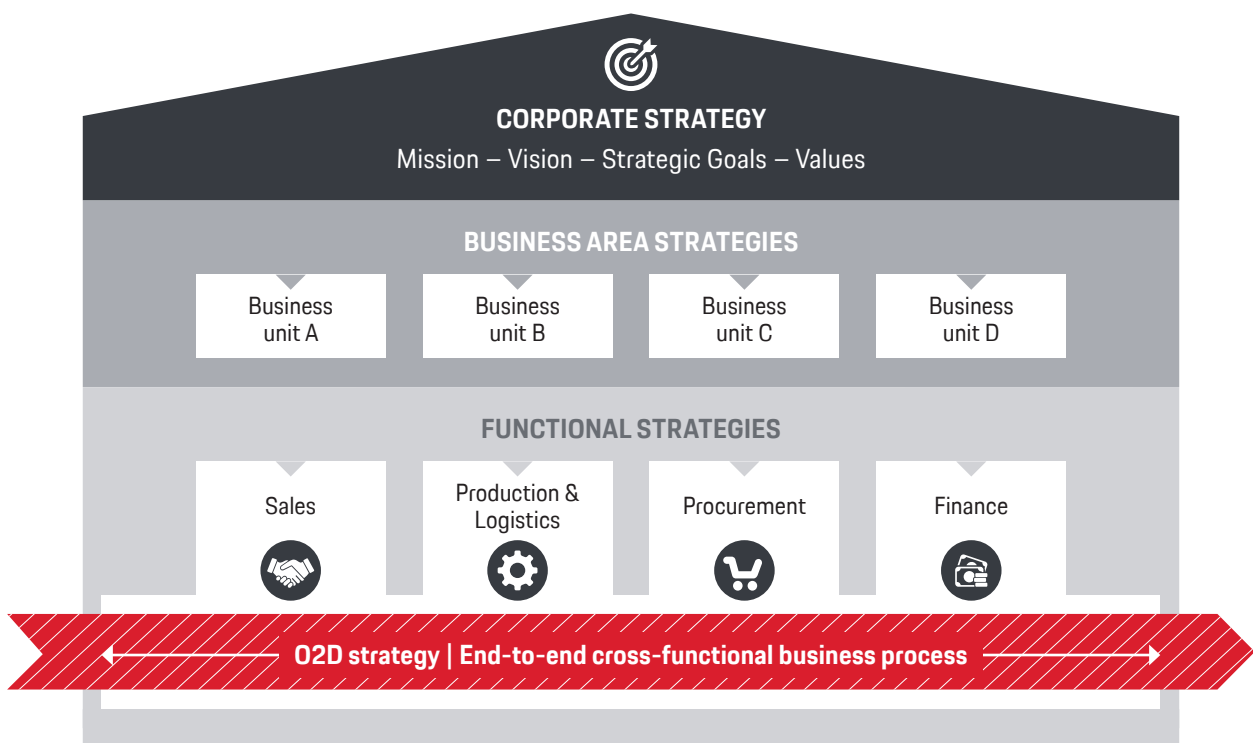 CORPORATE STRATEGY
Mission – Vision – Strategic Goals – Values
BUSINESS AREA STRATEGIES
Business
unit A
Business
unit B
Business
unit C
Business
unit D
FUNCTIONAL STRATEGIES
Sales
Production &
Logistics
Procurement
Finance
O2D strategy | End-to-end cross-functional business process